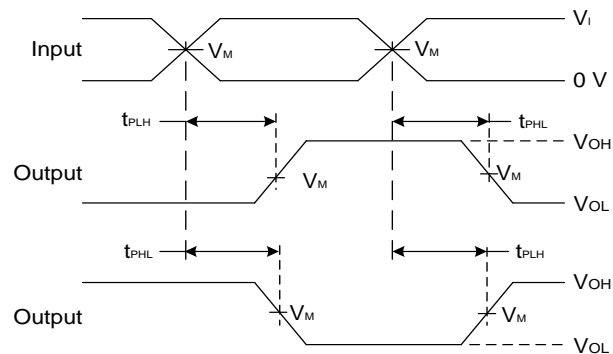 VI
Input VM VM
0 V
tPLH tPHL
VOH
Output VM VM
VOL
tPHL tPLH
VOH
Output VM VM
VOL